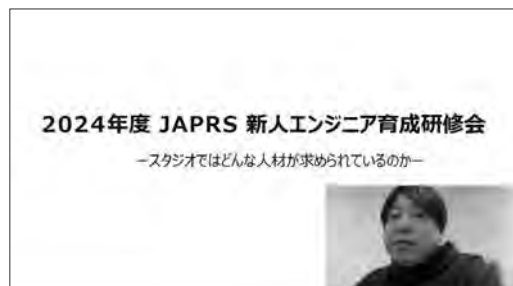 2024年度 JAPRS 新人エンジニア育成研修会
－スタジオではどんな人材が求められているのか－